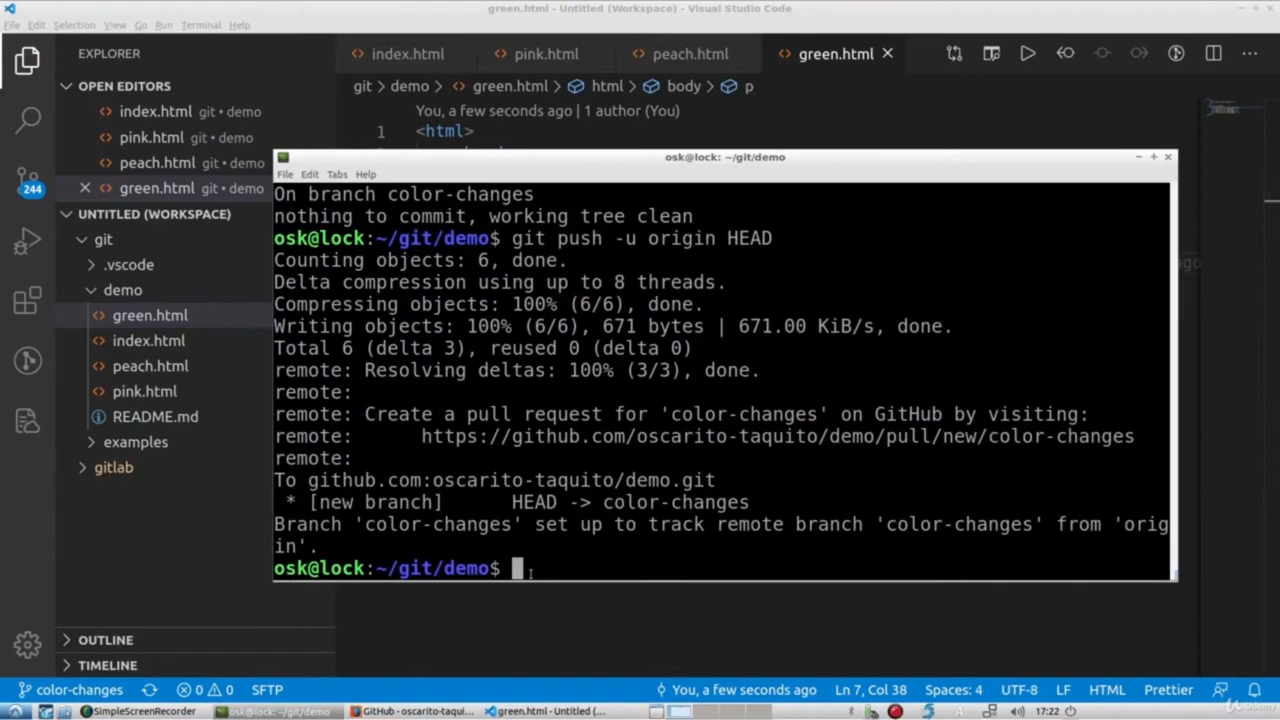 green.html - Untitled (Workspace) - Visual Studio Code
File Edit Selection View Go Run Terminal Help
EXPLORER
index.html pink.html peach.html green.html
OPEN EDITORS
git demo green.html html body p
index.html git • demo
You, a few seconds ago | 1 author (You)
pink.html git • demo
1 <html>
peach.html git • demo
green.html git • demo
244
UNTITLED (WORKSPACE)
git
.vscode
demo
green.html
index.html
peach.html
pink.html
README.md
examples
gitlab
osk@lock: ~/git/demo
File Edit Tabs Help
On branch color-changes
nothing to commit, working tree clean
osk@lock:~/git/demo$ git push -u origin HEAD
Counting objects: 6, done.
Delta compression using up to 8 threads.
Compressing objects: 100% (6/6), done.
Writing objects: 100% (6/6), 671 bytes | 671.00 KiB/s, done.
Total 6 (delta 3), reused 0 (delta 0)
remote: Resolving deltas: 100% (3/3), done.
remote:
remote: Create a pull request for 'color-changes' on GitHub by visiting:
remote:      https://github.com/oscarito-taquito/demo/pull/new/color-changes
remote:
To github.com:oscarito-taquito/demo.git
* [new branch]      HEAD -> color-changes
Branch 'color-changes' set up to track remote branch 'color-changes' from 'orig
in'.
osk@lock:~/git/demo$
ago
OUTLINE
TIMELINE
color-changes 0 0 SFTP You, a few seconds ago Ln 7, Col 38 Spaces: 4 UTF-8 LF HTML Prettier
SimpleScreenRecorder osk@lock: ~/git/demo GitHub - oscarito-taqui... green.html - Untitled (... 17:22
Udemy